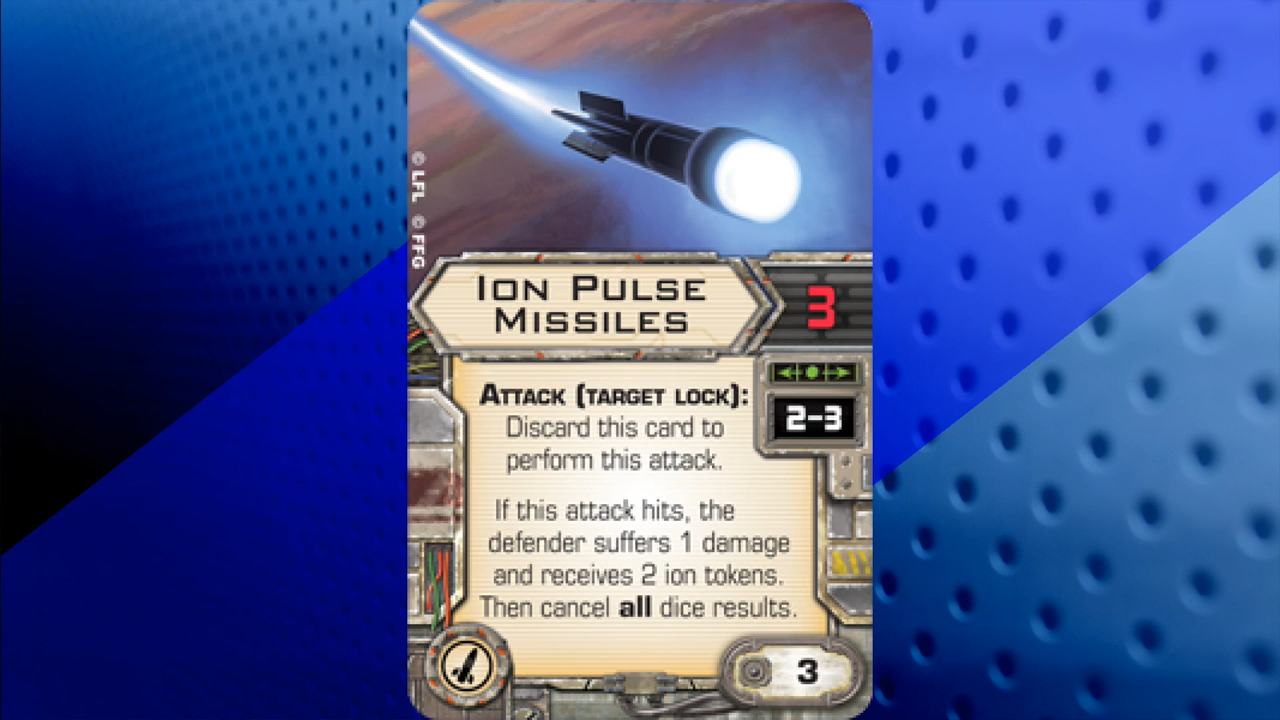 © LFL © FFG
ION PULSE
MISSILES
3
2-3
ATTACK (TARGET LOCK):
Discard this card to
perform this attack.
If this attack hits, the
defender suffers 1 damage
and receives 2 ion tokens.
Then cancel all dice results.
3